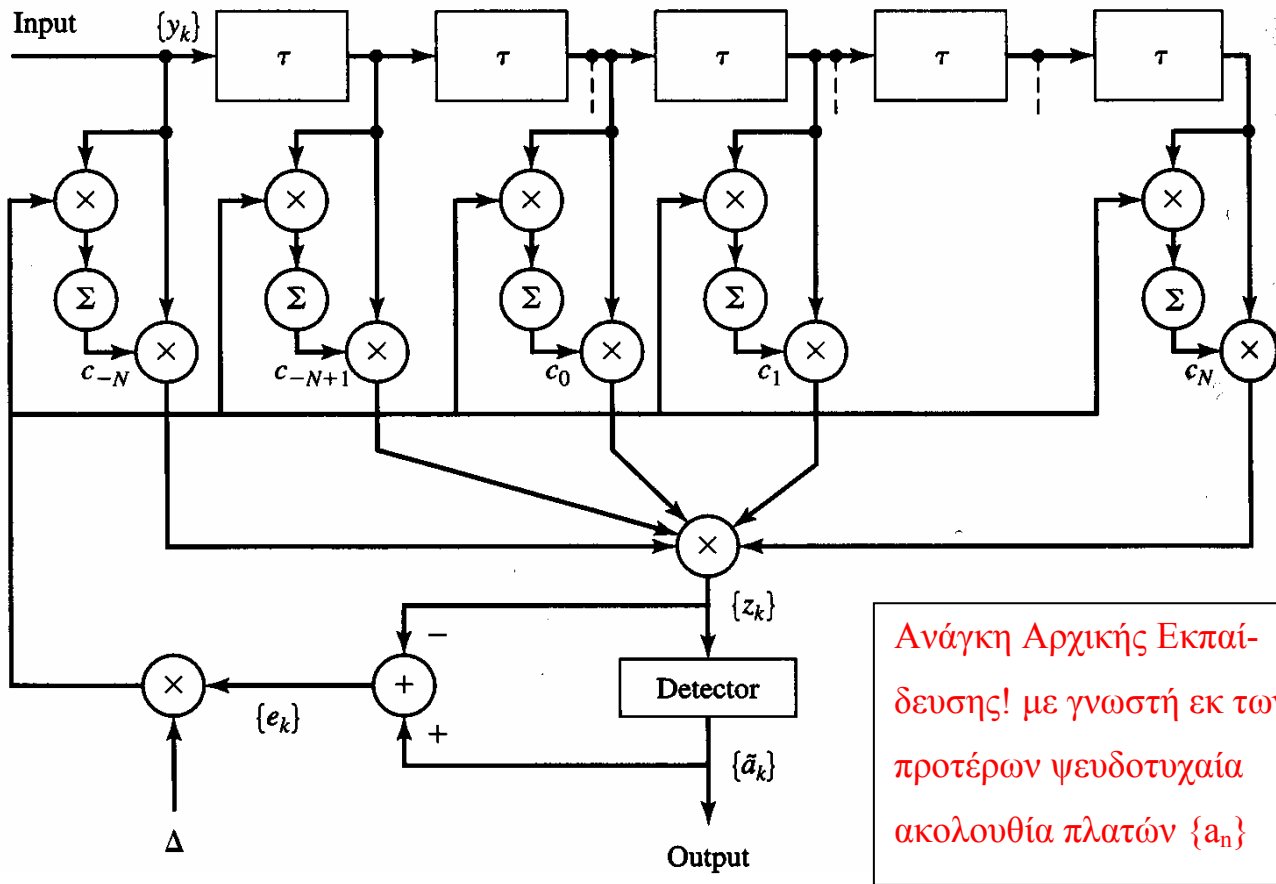 Input
{y_k}
τ
τ
τ
τ
τ
×
×
×
×
×
Σ
Σ
Σ
Σ
Σ
c_{-N}
×
c_{-N+1}
×
c_0
×
c_1
×
c_N
×
×
{z_k}
−
×
+
Detector
{e_k}
+
{ã_k}
Δ
Output
Ανάγκη Αρχικής Εκπαί-
δευσης! με γνωστή εκ των
προτέρων ψευδοτυχαία
ακολουθία πλατών {a_n}